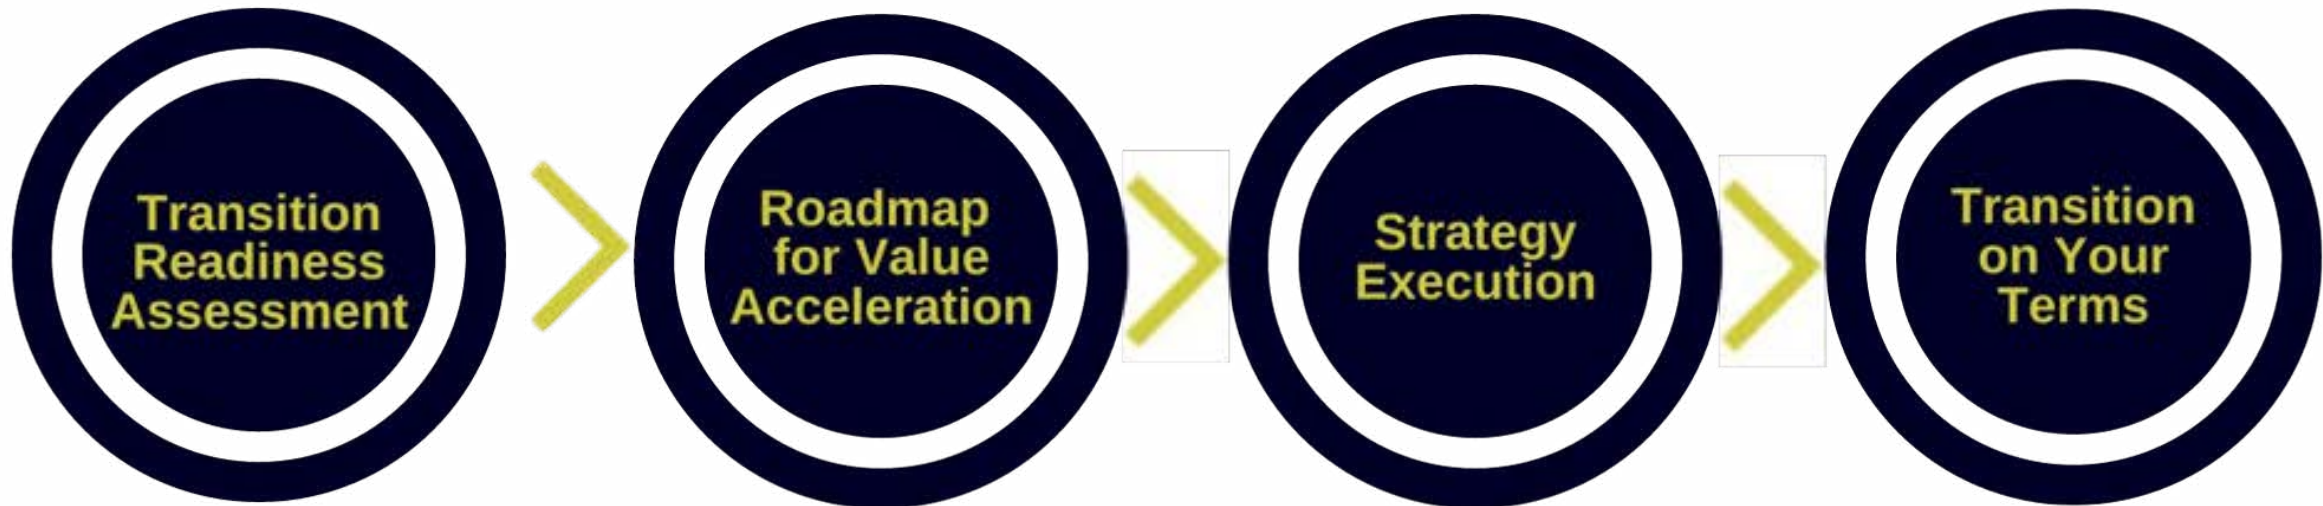 Transition
Readiness
Assessment
Roadmap
for Value
Acceleration
Strategy
Execution
Transition
on Your
Terms